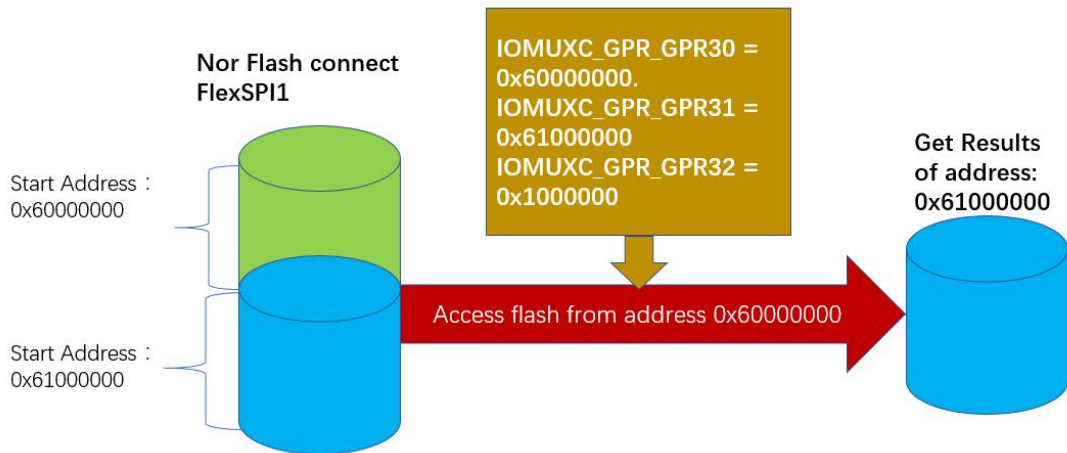 Nor Flash connect
FlexSPI1
IOMUXC_GPR_GPR30 =
0x60000000.
IOMUXC_GPR_GPR31 =
0x61000000
IOMUXC_GPR_GPR32 =
0x1000000
Get Results
of address:
0x61000000
Start Address：
0x60000000
Access flash from address 0x60000000
Start Address：
0x61000000